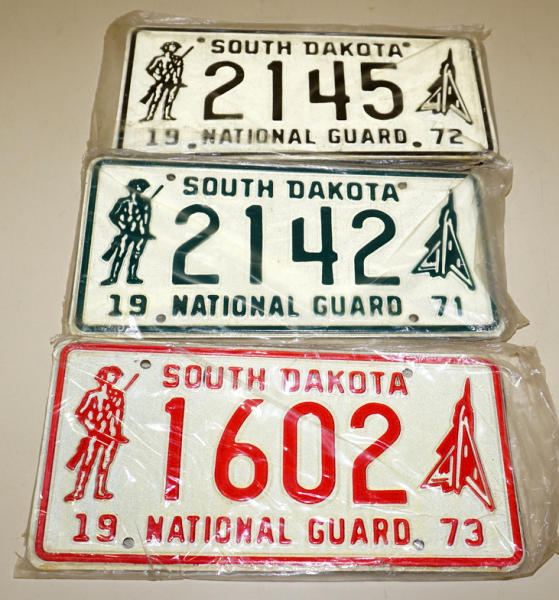 SOUTH DAKOTA
2145
19 NATIONAL GUARD 72
SOUTH DAKOTA
2142
19 NATIONAL GUARD 71
SOUTH DAKOTA
1602
19 NATIONAL GUARD 73